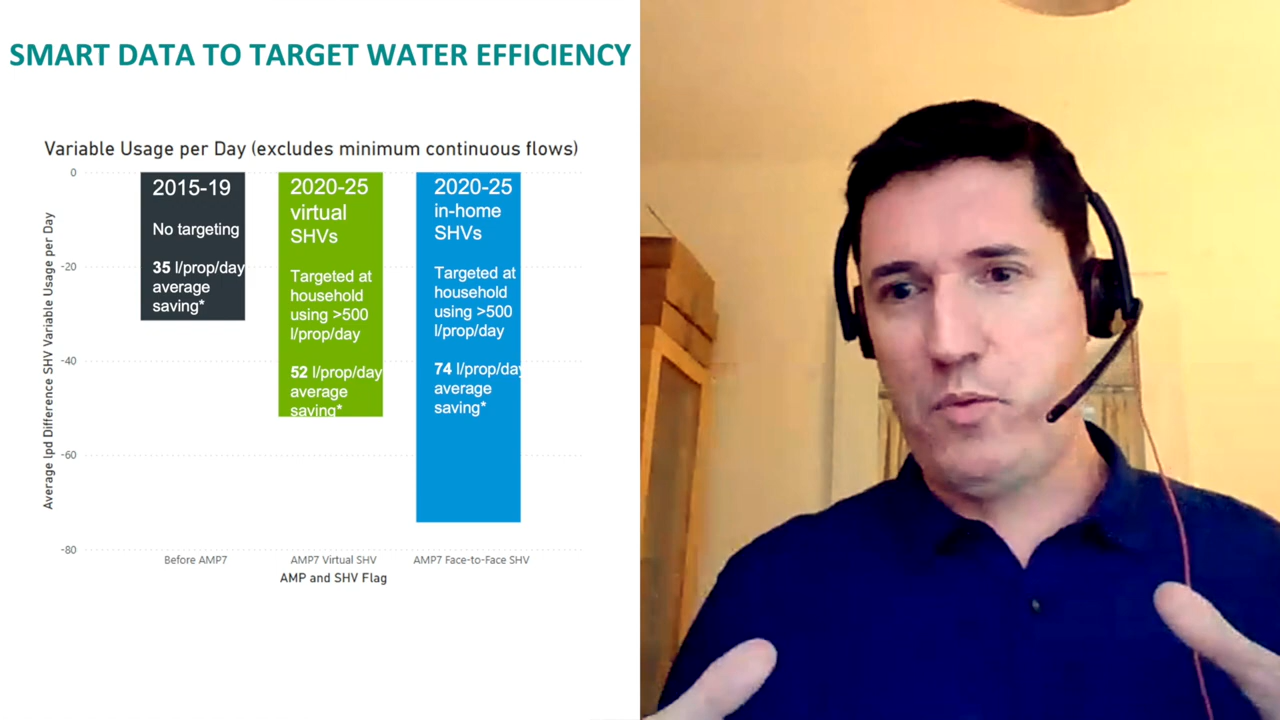 SMART DATA TO TARGET WATER EFFICIENCY
Variable Usage per Day (excludes minimum continuous flows)
Average lpd Difference SHV Variable Usage per Day
0
-20
-40
-60
-80
2015-19
No targeting
35 l/prop/day
average
saving*
2020-25
virtual
SHVs
Targeted at
household
using >500
l/prop/day
52 l/prop/day
average
saving*
2020-25
in-home
SHVs
Targeted at
household
using >500
l/prop/day
74 l/prop/day
average
saving*
Before AMP7
AMP7 Virtual SHV
AMP7 Face-to-Face SHV
AMP and SHV Flag